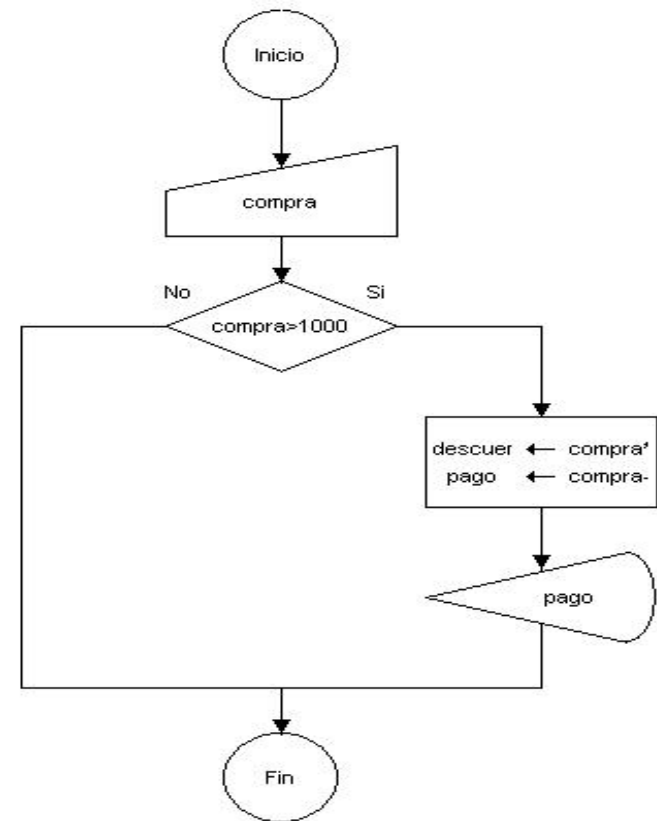 Inicio
compra
No
Si
compra>1000
descuer ← compra*
pago ← compra-
pago
Fin